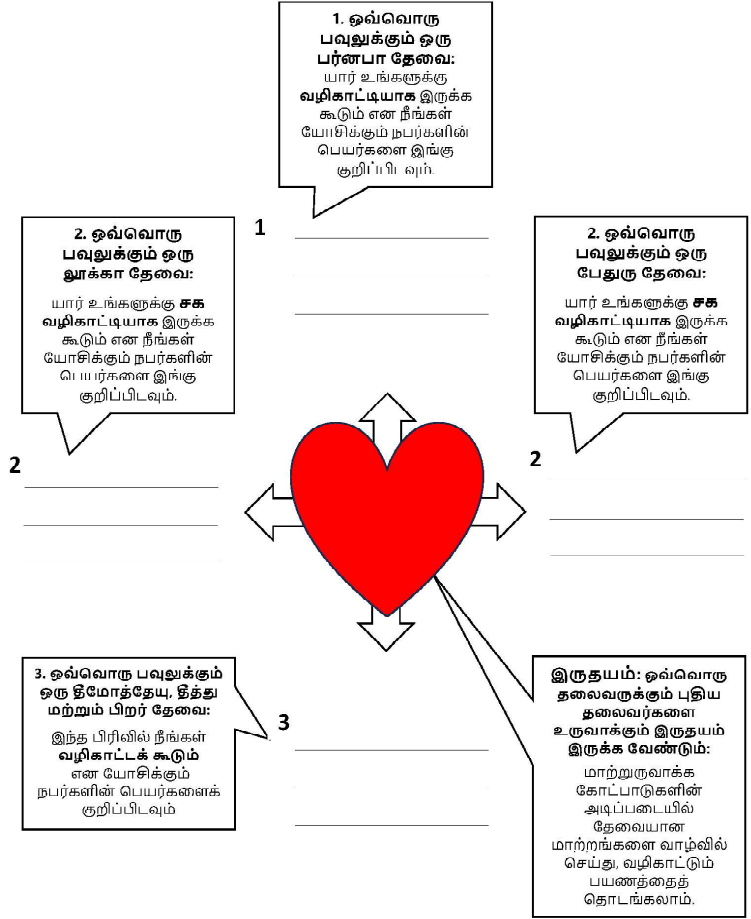 1. ஒவ்வொரு
பவுலுக்கும் ஒரு
பர்னபா தேவை:
யார் உங்களுக்கு
வழிகாட்டியாக இருக்க
கூடும் என நீங்கள்
யோசிக்கும் நபர்களின்
பெயர்களை இங்கு
குறிப்பிடவும்.
1
2. ஒவ்வொரு
பவுலுக்கும் ஒரு
லூக்கா தேவை:
யார் உங்களுக்கு சக
வழிகாட்டியாக இருக்க
கூடும் என நீங்கள்
யோசிக்கும் நபர்களின்
பெயர்களை இங்கு
குறிப்பிடவும்.
2
2. ஒவ்வொரு
பவுலுக்கும் ஒரு
பேதுரு தேவை:
யார் உங்களுக்கு சக
வழிகாட்டியாக இருக்க
கூடும் என நீங்கள்
யோசிக்கும் நபர்களின்
பெயர்களை இங்கு
குறிப்பிடவும்.
2
3. ஒவ்வொரு பவுலுக்கும்
ஒரு தீமோத்தேயு, தீத்து
மற்றும் பிறர் தேவை:
இந்த பிரிவில் நீங்கள்
வழிகாட்டக் கூடும்
என யோசிக்கும்
நபர்களின் பெயர்களைக்
குறிப்பிடவும்
3
இருதயம்: ஒவ்வொரு
தலைவருக்கும் புதிய
தலைவர்களை
உருவாக்கும் இருதயம்
இருக்க வேண்டும்:
மாற்றுருவாக்க
கோட்பாடுகளின்
அடிப்படையில்
தேவையான
மாற்றங்களை வாழ்வில்
செய்து, வழிகாட்டும்
பயணத்தைத்
தொடங்கலாம்.